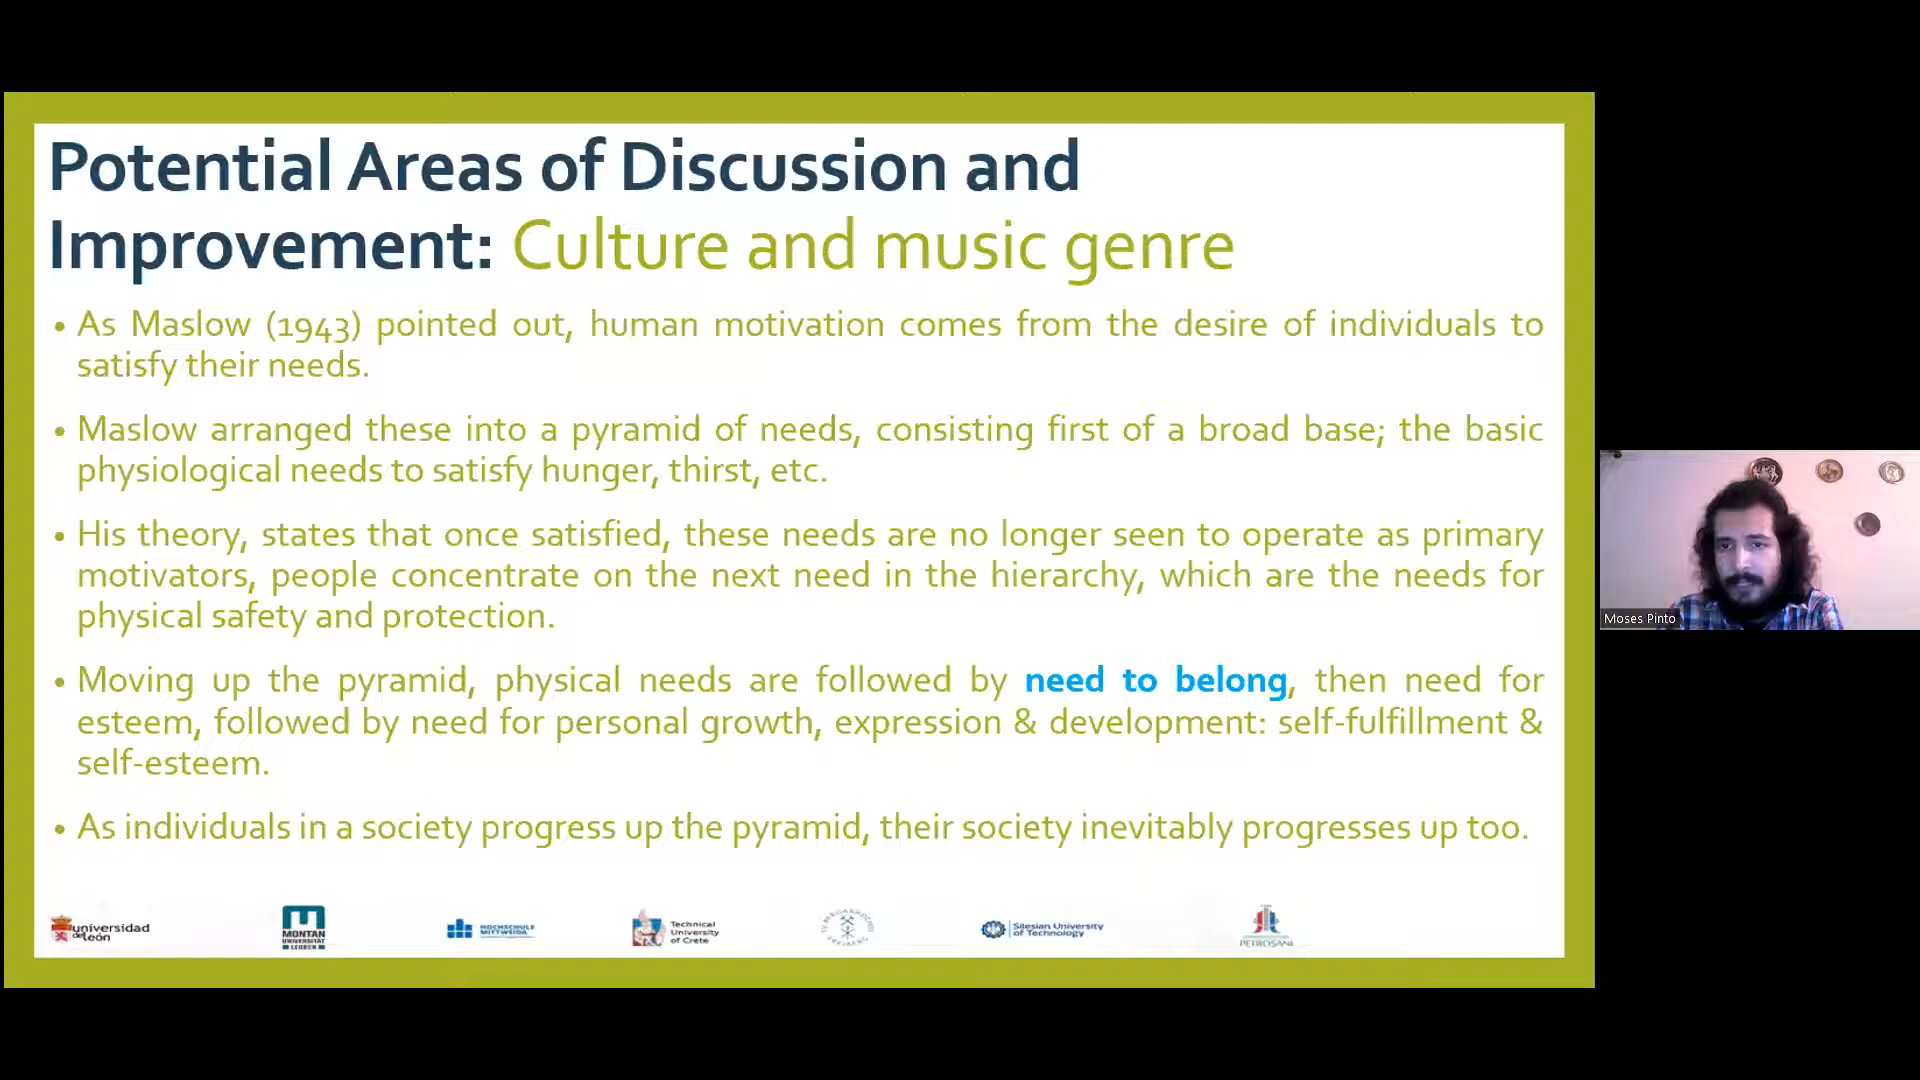 Potential Areas of Discussion and
Improvement: Culture and music genre
• As Maslow (1943) pointed out, human motivation comes from the desire of individuals to
satisfy their needs.
• Maslow arranged these into a pyramid of needs, consisting first of a broad base; the basic
physiological needs to satisfy hunger, thirst, etc.
• His theory, states that once satisfied, these needs are no longer seen to operate as primary
motivators, people concentrate on the next need in the hierarchy, which are the needs for
physical safety and protection.
• Moving up the pyramid, physical needs are followed by need to belong, then need for
esteem, followed by need for personal growth, expression & development: self-fulfillment &
self-esteem.
• As individuals in a society progress up the pyramid, their society inevitably progresses up too.
universidad
de león
MONTAN
UNIVERSITÄT
LEOBEN
HOCHSCHULE
MITTWEIDA
Technical
University
of Crete
Silesian University
of Technology
PETROȘANI
Moses Pinto